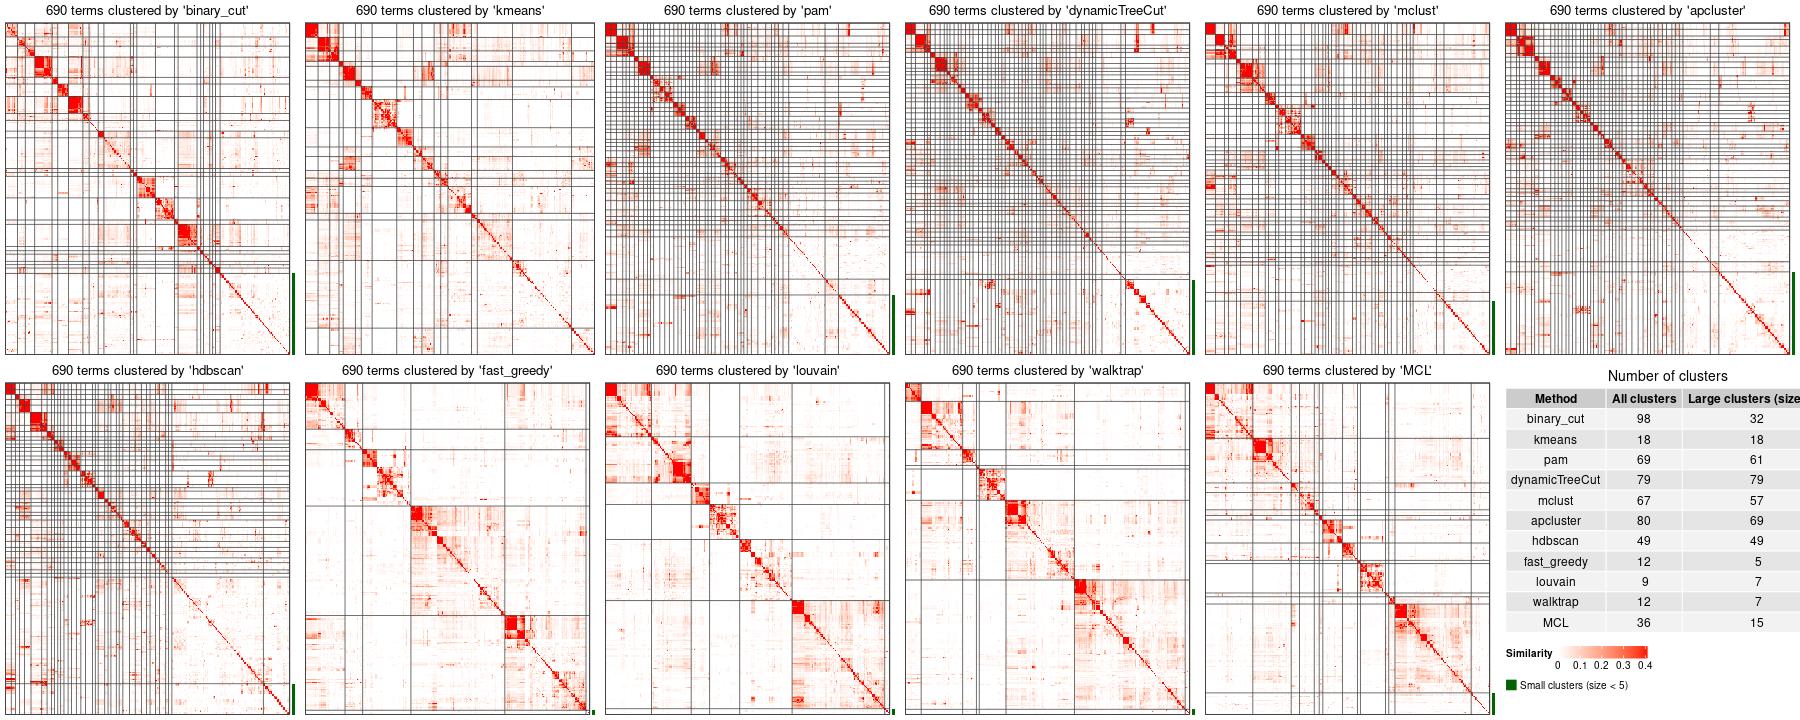 690 terms clustered by 'binary_cut'
690 terms clustered by 'kmeans'
690 terms clustered by 'pam'
690 terms clustered by 'dynamicTreeCut'
690 terms clustered by 'mclust'
690 terms clustered by 'apcluster'
690 terms clustered by 'hdbscan'
690 terms clustered by 'fast_greedy'
690 terms clustered by 'louvain'
690 terms clustered by 'walktrap'
690 terms clustered by 'MCL'
Number of clusters
Method All clusters Large clusters (size
binary_cut 98 32
kmeans 18 18
pam 69 61
dynamicTreeCut 79 79
mclust 67 57
apcluster 80 69
hdbscan 49 49
fast_greedy 12 5
louvain 9 7
walktrap 12 7
MCL 36 15
Similarity
0 0.1 0.2 0.3 0.4
Small clusters (size < 5)